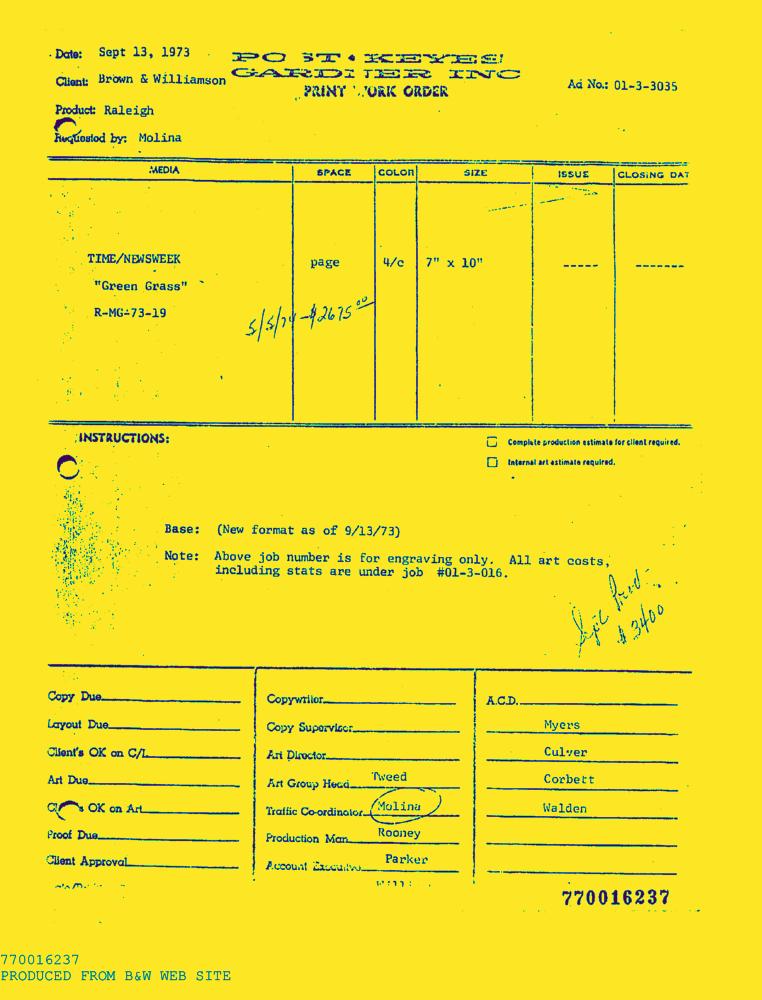 Date: Sept 13, 1973
POST•KEYES
GARDNER INC
Client: Brown & Williamson
PRINT WORK ORDER
Ad No.: 01-3-3035
Product: Raleigh
Requested by: Molina
MEDIA SPACE COLOR SIZE ISSUE CLOSING DAT
TIME/NEWSWEEK page 4/c 7" x 10" ----- -------
"Green Grass"
R-MG-73-19
5/5/74 - $2675 00
INSTRUCTIONS:
Complete production estimate for client required.
Internal art estimate required.
Base: (New format as of 9/13/73)
Note: Above job number is for engraving only. All art costs,
including stats are under job #01-3-016.
$3400
Copy Due Copywriter A.C.D.
Layout Due Copy Supervisor Myers
Client's OK on C/L Art Director Culver
Art Due Art Group Head Tweed Corbett
OK on Art Traffic Co-ordinator Molina Walden
Proof Due Production Man Rooney
Client Approval Account Executive Parker
770016237
770016237
PRODUCED FROM B&W WEB SITE